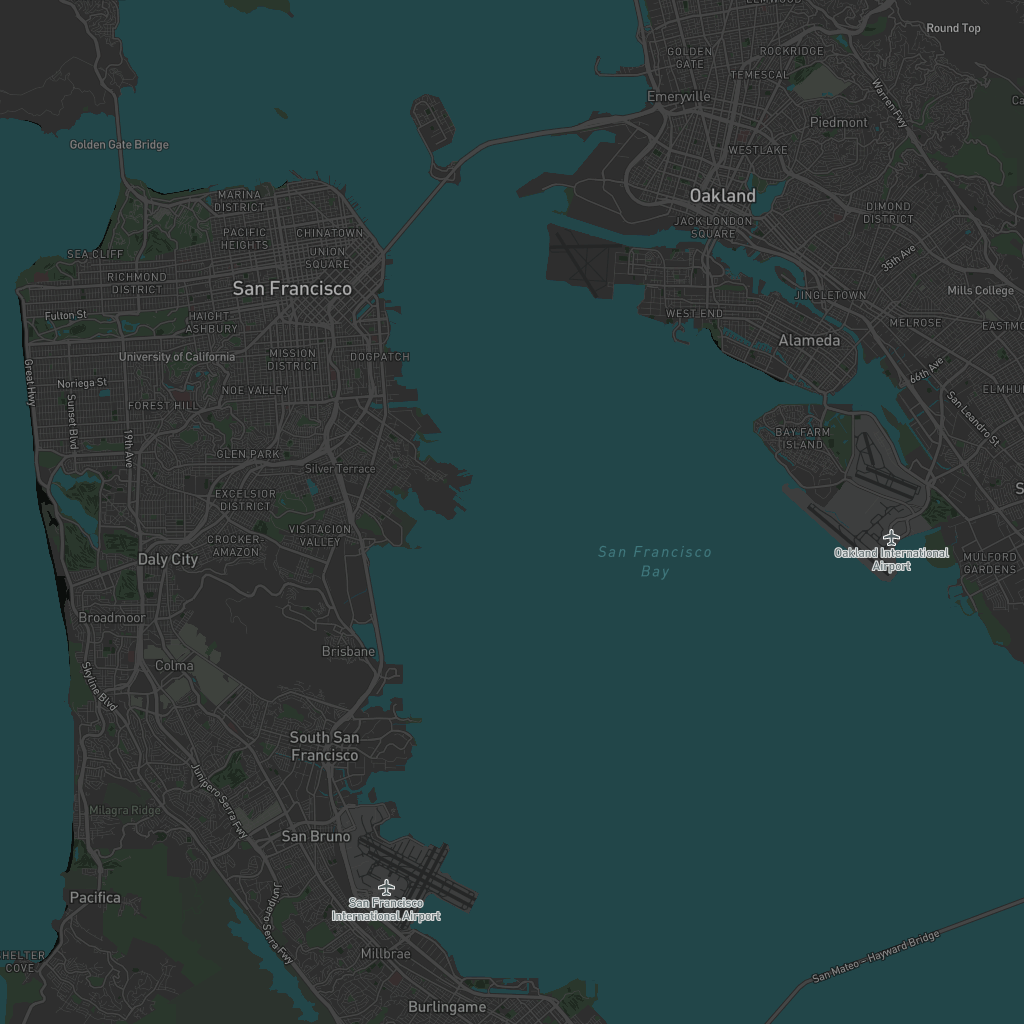 ELMWOOD
Round Top
GOLDEN
GATE
ROCKRIDGE
TEMESCAL
Warren Fwy
Emeryville
Piedmont
Golden Gate Bridge
WESTLAKE
Oakland
MARINA
DISTRICT
DIMOND
DISTRICT
JACK LONDON
SQUARE
PACIFIC
HEIGHTS
CHINATOWN
UNION
SQUARE
SEA CLIFF
35th Ave
RICHMOND
DISTRICT
San Francisco
Mills College
JINGLETOWN
Fulton St
HAIGHT
ASHBURY
WEST END
MELROSE
EASTMO
Alameda
University of California
MISSION
DISTRICT
DOGPATCH
66th Ave
Great Hwy
Noriega St
NOE VALLEY
ELMHUR
FOREST HILL
Sunset Blvd
San Leandro St
19th Ave
BAY FARM
ISLAND
GLEN PARK
Silver Terrace
EXCELSIOR
DISTRICT
VISITACION
VALLEY
CROCKER-
AMAZON
San Francisco
Bay
Oakland International
Airport
Daly City
MULFORD
GARDENS
Broadmoor
Brisbane
Colma
Skyline Blvd
South San
Francisco
Junipero Serra Fwy
Milagra Ridge
San Bruno
Pacifica
San Francisco
International Airport
Junipero Serra Fwy
SHELTER
COVE
Millbrae
San Mateo - Hayward Bridge
Burlingame